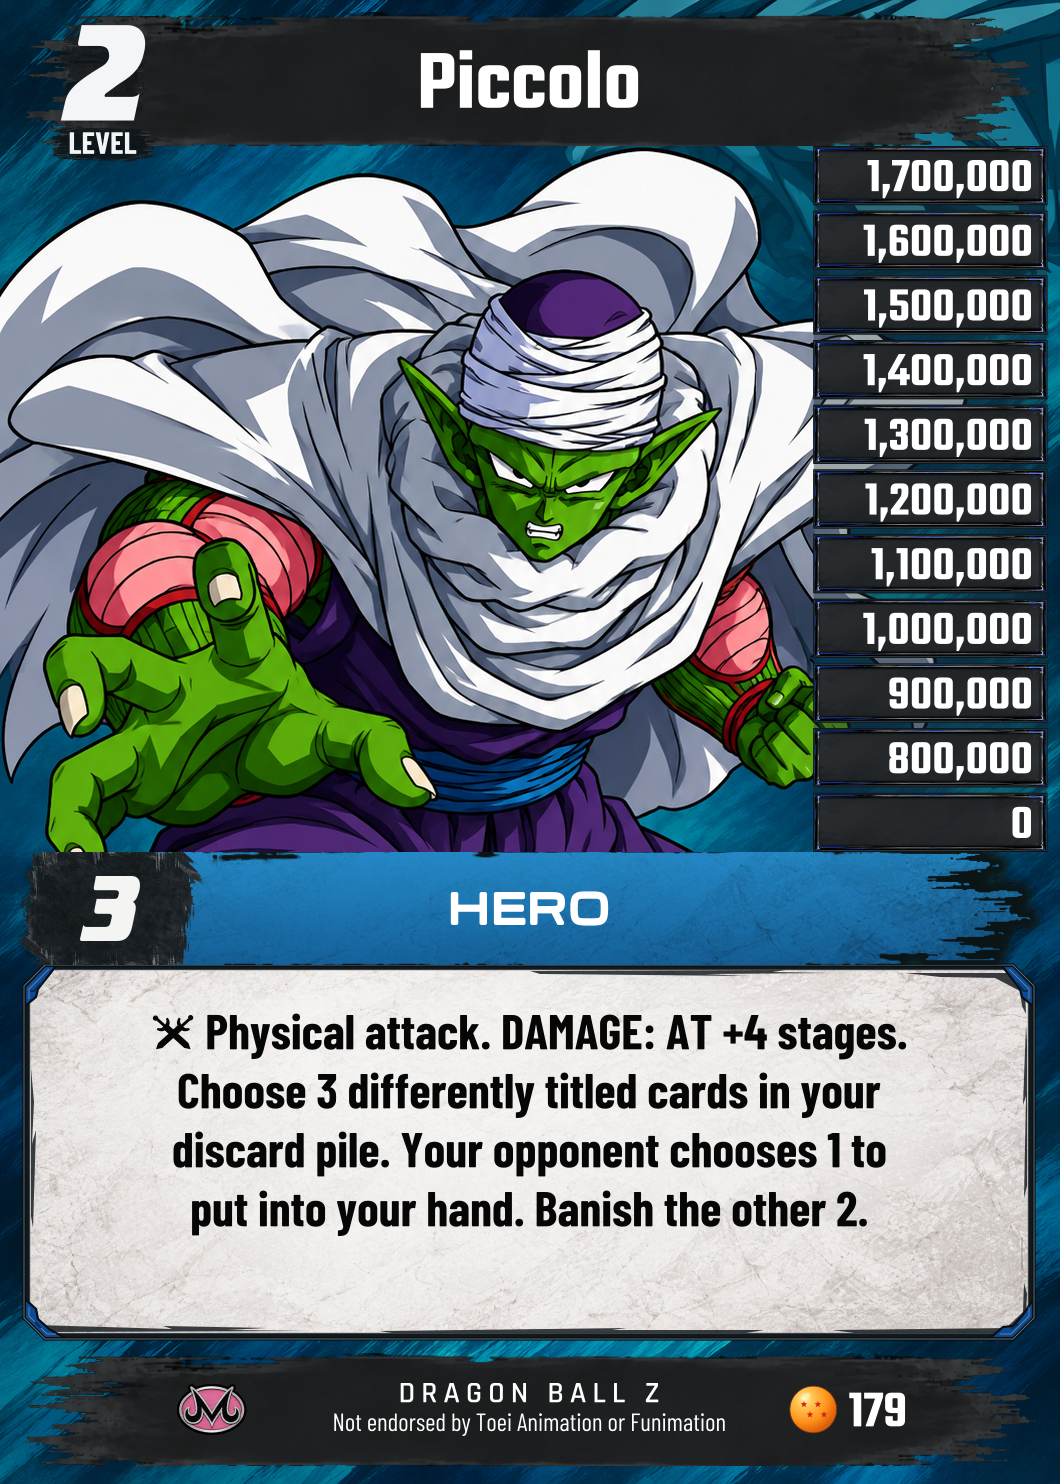 2
LEVEL
Piccolo
1,700,000
1,600,000
1,500,000
1,400,000
1,300,000
1,200,000
1,100,000
1,000,000
900,000
800,000
0
3
HERO
Physical attack. DAMAGE: AT +4 stages.
Choose 3 differently titled cards in your
discard pile. Your opponent chooses 1 to
put into your hand. Banish the other 2.
DRAGON BALL Z
Not endorsed by Toei Animation or Funimation
179